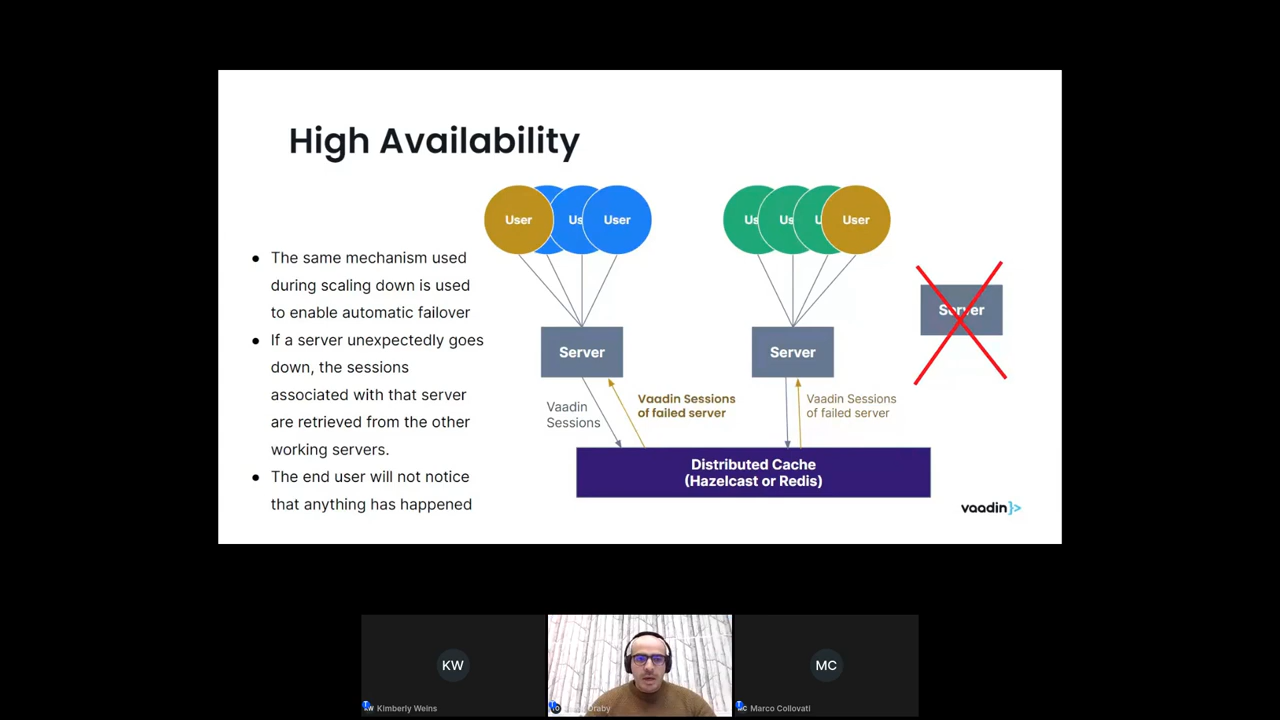 High Availability
The same mechanism used
during scaling down is used
to enable automatic failover
If a server unexpectedly goes
down, the sessions
associated with that server
are retrieved from the other
working servers.
The end user will not notice
that anything has happened
User
Us
User
Us
Us
U
User
Server
Server
Server
Vaadin
Sessions
Vaadin Sessions
of failed server
Vaadin Sessions
of failed server
Distributed Cache
(Hazelcast or Redis)
vaadin}>
KW
MC
Kimberly Weins
Draby
Marco Collovati